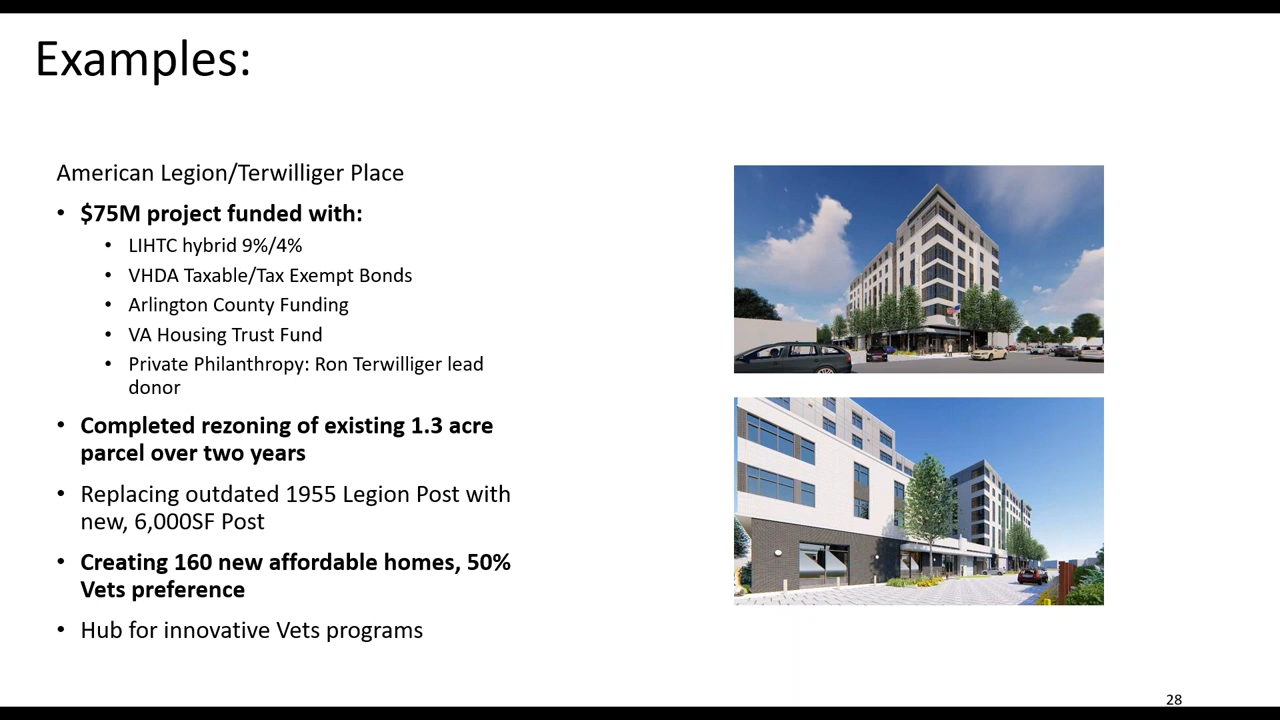 Examples:
American Legion/Terwilliger Place
• $75M project funded with:
• LIHTC hybrid 9%/4%
• VHDA Taxable/Tax Exempt Bonds
• Arlington County Funding
• VA Housing Trust Fund
• Private Philanthropy: Ron Terwilliger lead
donor
• Completed rezoning of existing 1.3 acre
parcel over two years
• Replacing outdated 1955 Legion Post with
new, 6,000SF Post
• Creating 160 new affordable homes, 50%
Vets preference
• Hub for innovative Vets programs
28